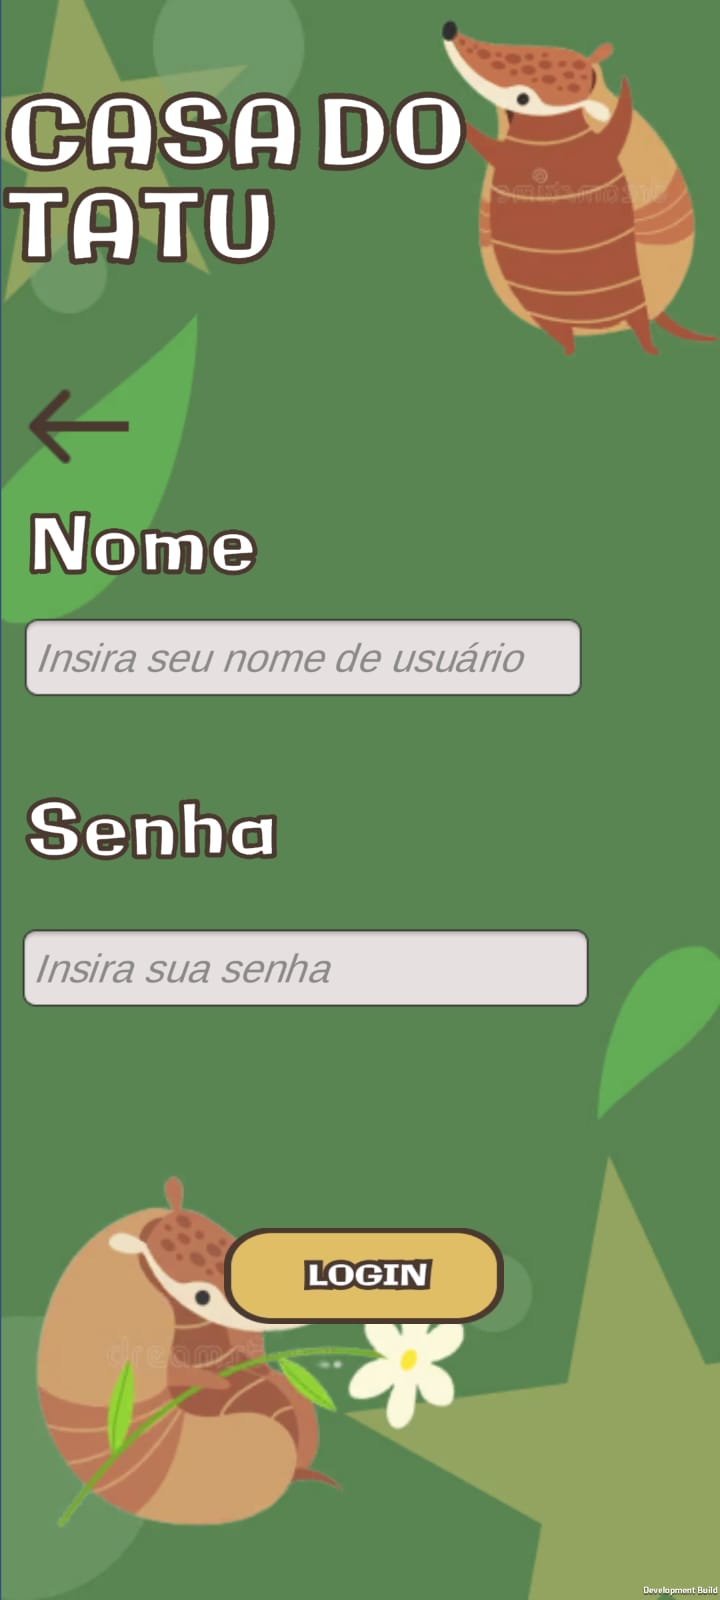 CASA DO
TATU
Nome
Insira seu nome de usuário
Senha
Insira sua senha
LOGIN
Development Build